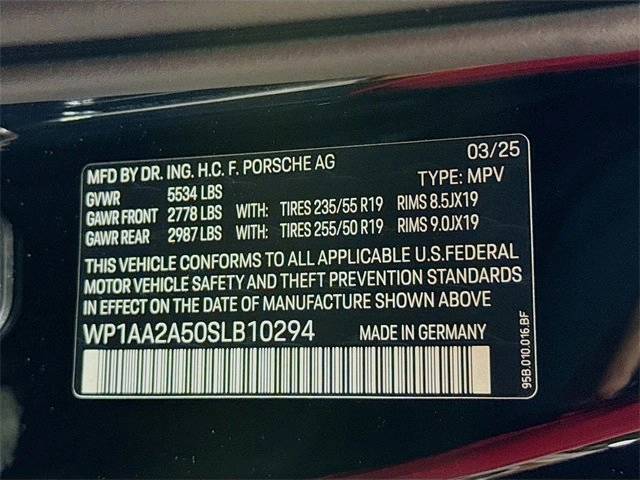 MFD BY DR. ING. H.C. F. PORSCHE AG 03/25
GVWR 5534 LBS TYPE: MPV
GAWR FRONT 2778 LBS WITH: TIRES 235/55 R19 RIMS 8.5JX19
GAWR REAR 2987 LBS WITH: TIRES 255/50 R19 RIMS 9.0JX19
THIS VEHICLE CONFORMS TO ALL APPLICABLE U.S.FEDERAL
MOTOR VEHICLE SAFETY AND THEFT PREVENTION STANDARDS
IN EFFECT ON THE DATE OF MANUFACTURE SHOWN ABOVE
WP1AA2A50SLB10294 MADE IN GERMANY
95B.010.016.BF